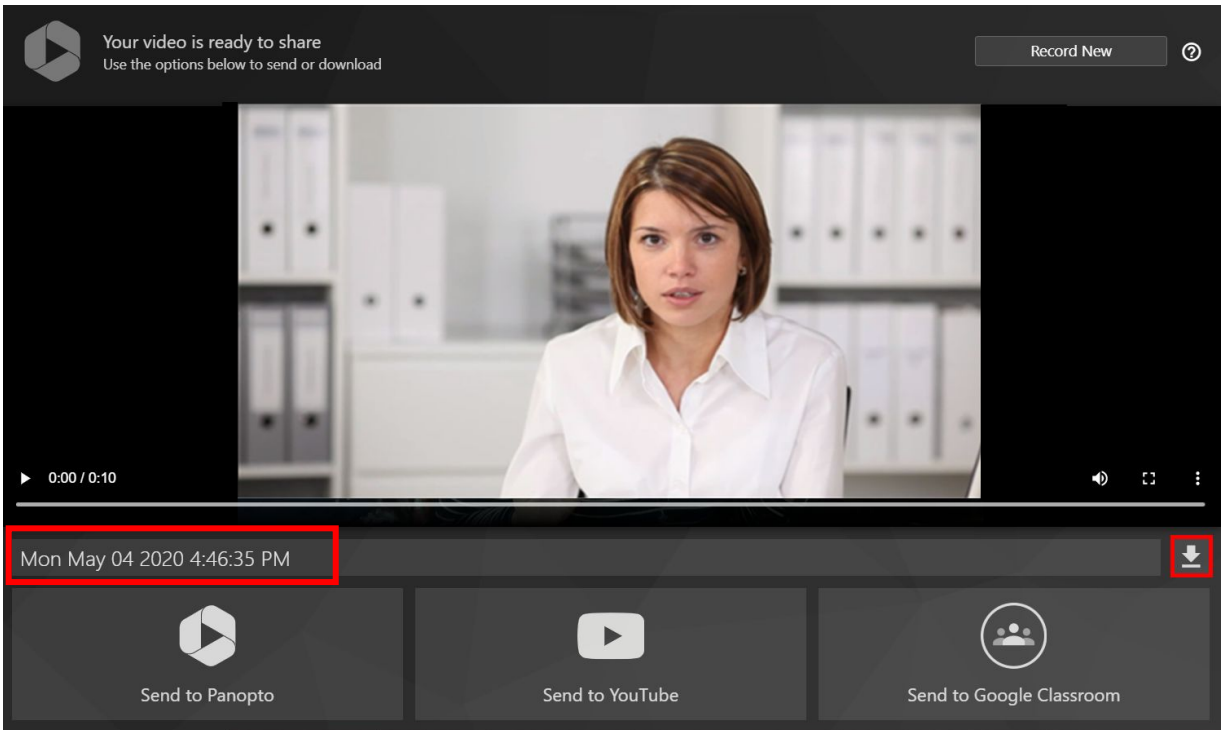 Your video is ready to share
Use the options below to send or download
Record New
0:00 / 0:10
Mon May 04 2020 4:46:35 PM
Send to Panopto
Send to YouTube
Send to Google Classroom